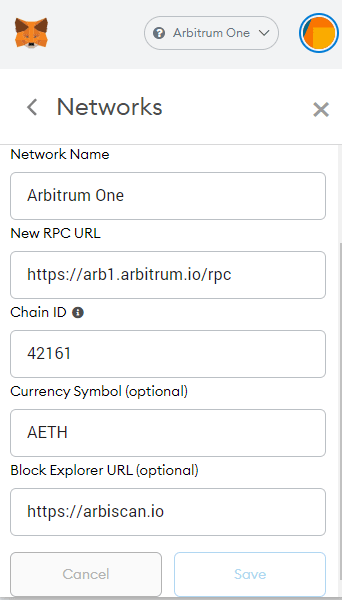 Arbitrum One
Networks
Network Name
Arbitrum One
New RPC URL
https://arb1.arbitrum.io/rpc
Chain ID
42161
Currency Symbol (optional)
AETH
Block Explorer URL (optional)
https://arbiscan.io
Cancel Save